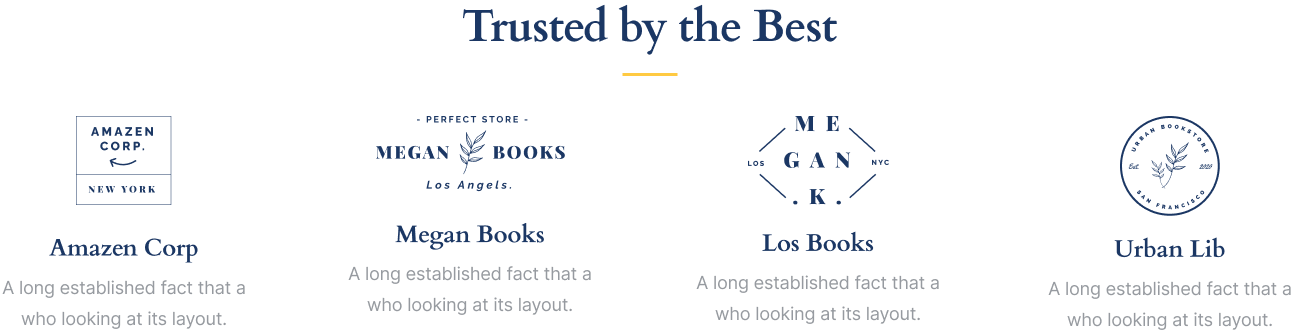 Trusted by the Best
AMAZEN
CORP.
NEW YORK
Amazen Corp
A long established fact that a
who looking at its layout.
- PERFECT STORE -
MEGAN BOOKS
Los Angels.
Megan Books
A long established fact that a
who looking at its layout.
M E
LOS G A N NYC
. K .
Los Books
A long established fact that a
who looking at its layout.
URBAN BOOKSTORE
Est. 2020
SAN FRANCISCO
Urban Lib
A long established fact that a
who looking at its layout.